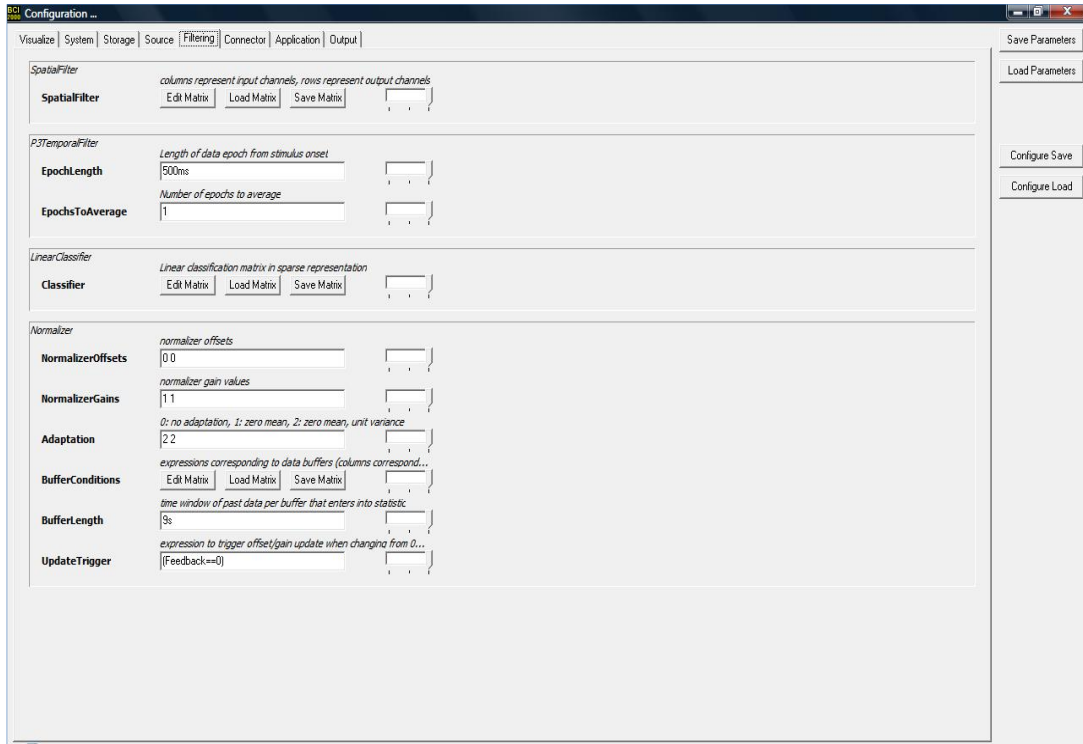 BCI 2000 Configuration ...
Visualize System Storage Source Filtering Connector Application Output
Save Parameters
Load Parameters
Configure Save
Configure Load
SpatialFilter
columns represent input channels, rows represent output channels
SpatialFilter Edit Matrix Load Matrix Save Matrix
P3TemporalFilter
Length of data epoch from stimulus onset
EpochLength 500ms
Number of epochs to average
EpochsToAverage 1
LinearClassifier
Linear classification matrix in sparse representation
Classifier Edit Matrix Load Matrix Save Matrix
Normalizer
normalizer offsets
NormalizerOffsets 0 0
normalizer gain values
NormalizerGains 1 1
0: no adaptation, 1: zero mean, 2: zero mean, unit variance
Adaptation 2 2
expressions corresponding to data buffers (columns correspond...
BufferConditions Edit Matrix Load Matrix Save Matrix
time window of past data per buffer that enters into statistic
BufferLength 9s
expression to trigger offset/gain update when changing from 0...
UpdateTrigger (Feedback==0)